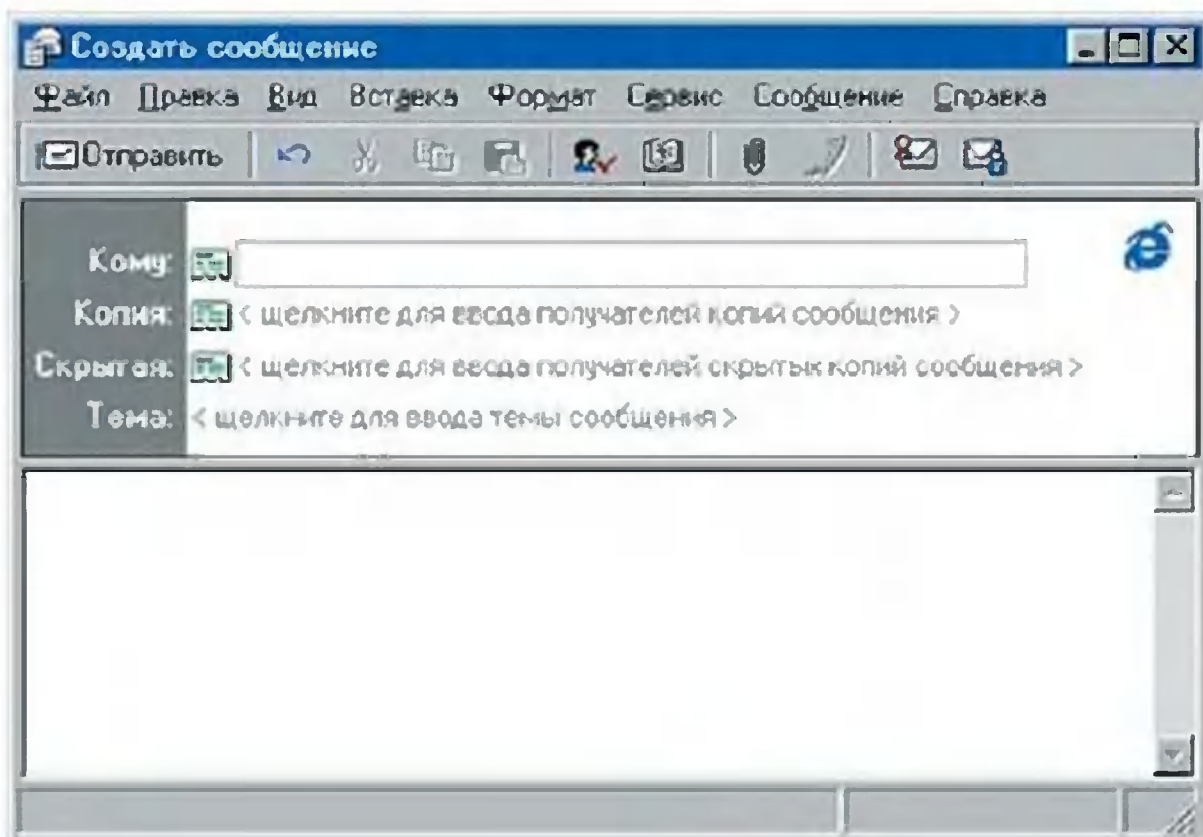 Создать сообщение
Файл Правка Вид Вставка Формат Сервис Сообщение Справка
Отправить
Кому:
Копия: < щелкните для ввода получателей копий сообщения >
Скрытая: < щелкните для ввода получателей скрытых копий сообщения >
Тема: < щелкните для ввода темы сообщения >